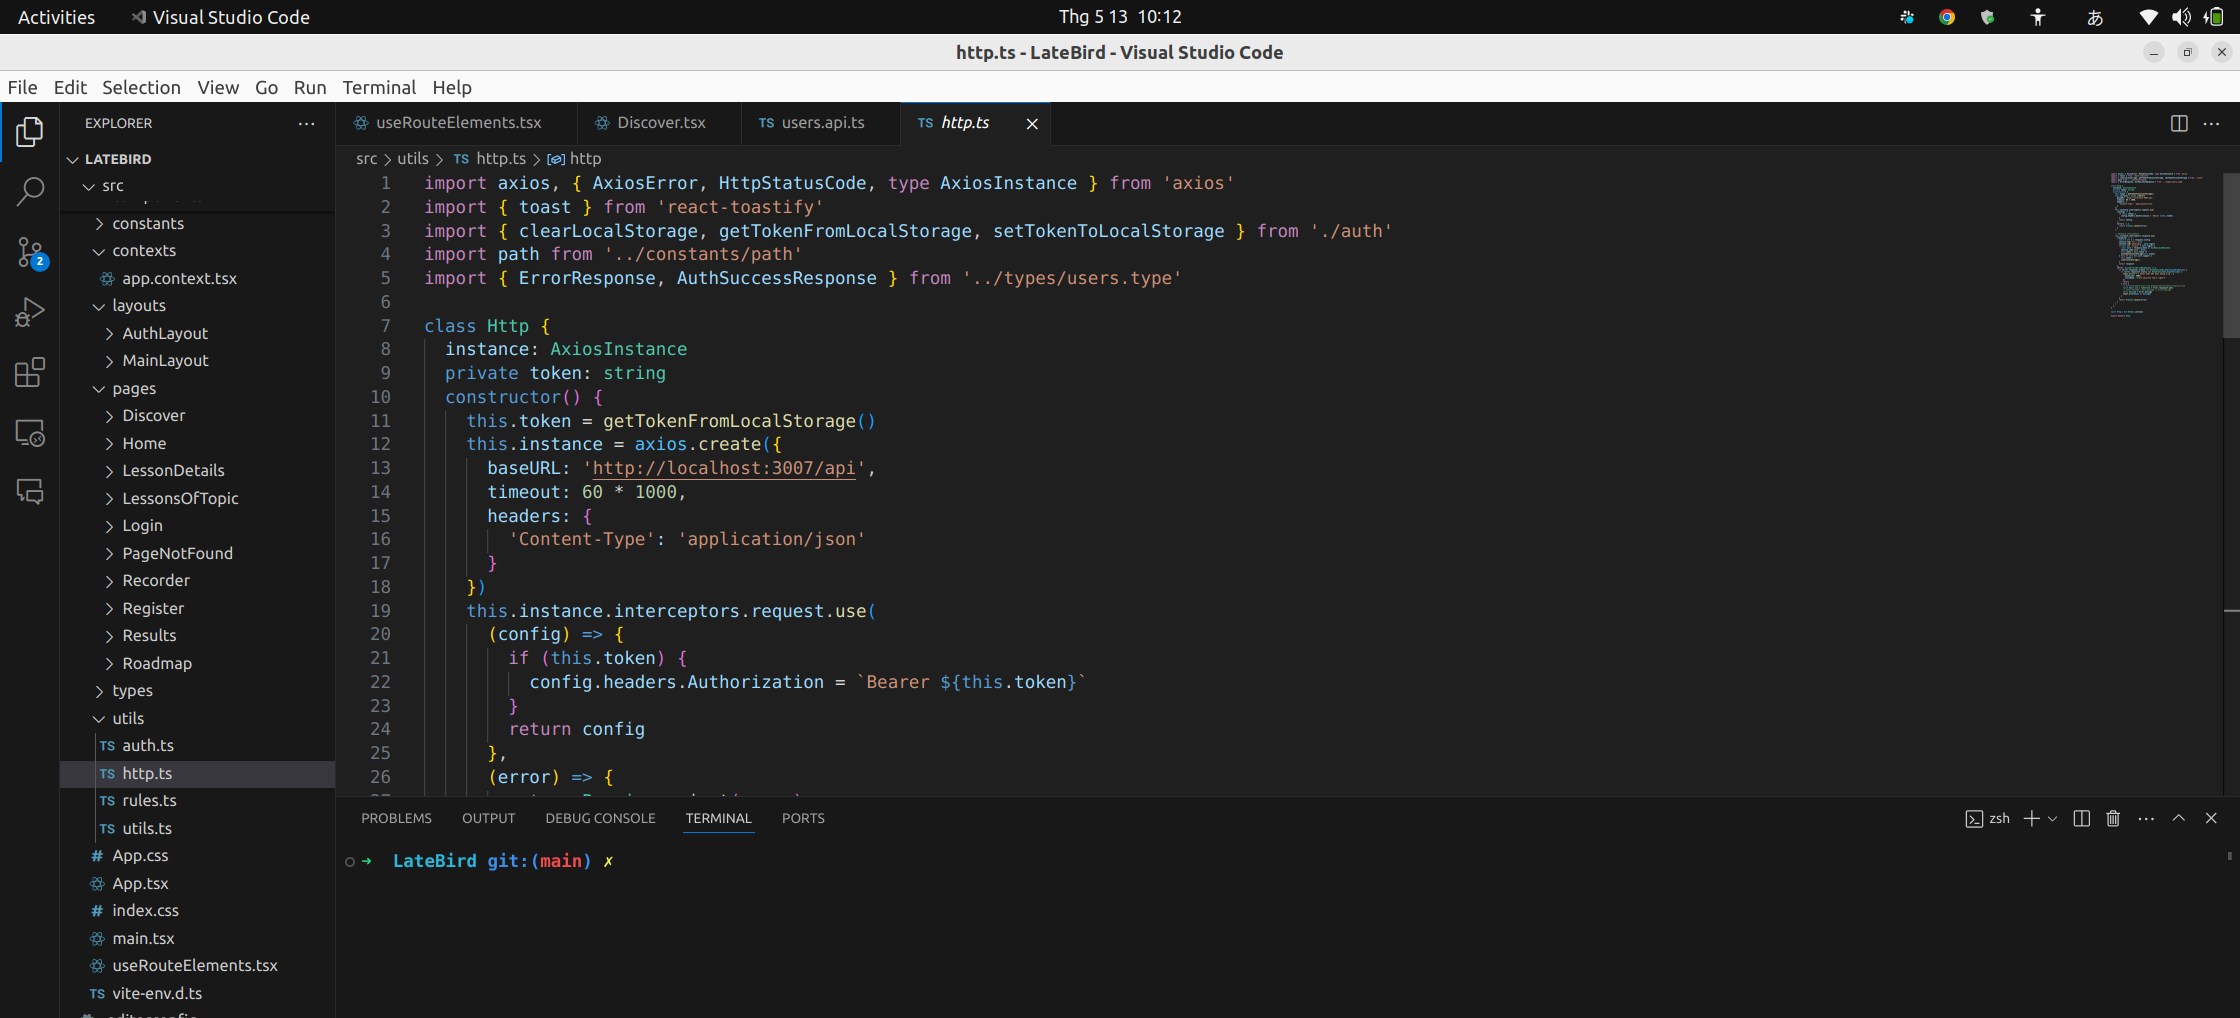 Activities
Visual Studio Code
Thg 5 13 10:12
あ
http.ts - LateBird - Visual Studio Code
File Edit Selection View Go Run Terminal Help
EXPLORER
LATEBIRD
src
constants
contexts
app.context.tsx
layouts
AuthLayout
MainLayout
pages
Discover
Home
LessonDetails
LessonsOfTopic
Login
PageNotFound
Recorder
Register
Results
Roadmap
types
utils
TS auth.ts
TS http.ts
TS rules.ts
TS utils.ts
# App.css
App.tsx
# index.css
main.tsx
useRouteElements.tsx
TS vite-env.d.ts
2
useRouteElements.tsx
Discover.tsx
TS users.api.ts
TS http.ts
src > utils > TS http.ts > http
1 import axios, { AxiosError, HttpStatusCode, type AxiosInstance } from 'axios'
2 import { toast } from 'react-toastify'
3 import { clearLocalStorage, getTokenFromLocalStorage, setTokenToLocalStorage } from './auth'
4 import path from '../constants/path'
5 import { ErrorResponse, AuthSuccessResponse } from '../types/users.type'
6
7 class Http {
8 instance: AxiosInstance
9 private token: string
10 constructor() {
11 this.token = getTokenFromLocalStorage()
12 this.instance = axios.create({
13 baseURL: 'http://localhost:3007/api',
14 timeout: 60 * 1000,
15 headers: {
16 'Content-Type': 'application/json'
17 }
18 })
19 this.instance.interceptors.request.use(
20 (config) => {
21 if (this.token) {
22 config.headers.Authorization = `Bearer ${this.token}`
23 }
24 return config
25 },
26 (error) => {
PROBLEMS OUTPUT DEBUG CONSOLE TERMINAL PORTS
zsh
➜ LateBird git:(main) ✗